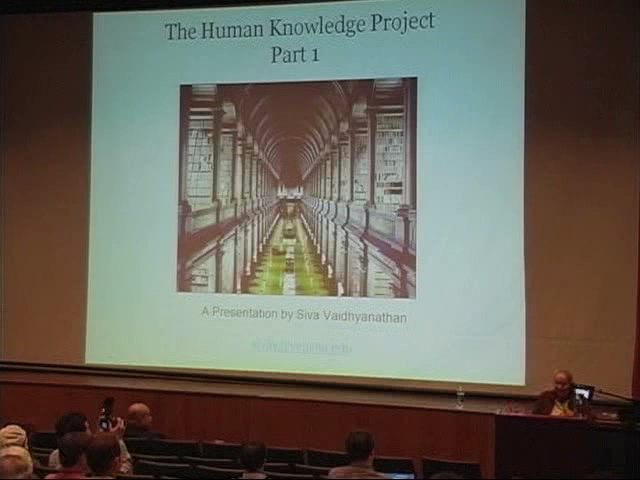 The Human Knowledge Project
Part 1
A Presentation by Siva Vaidhyanathan